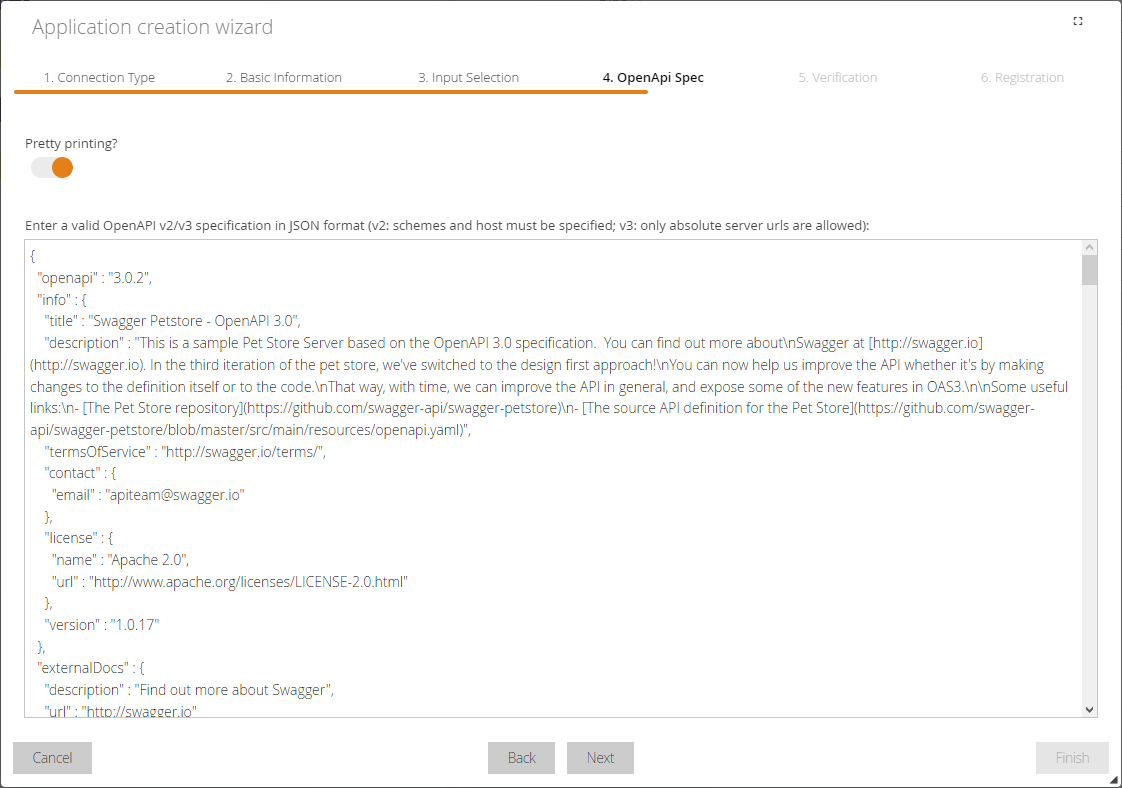 Application creation wizard
1. Connection Type 2. Basic Information 3. Input Selection 4. OpenApi Spec 5. Verification 6. Registration
Pretty printing?
Enter a valid OpenAPI v2/v3 specification in JSON format (v2: schemes and host must be specified; v3: only absolute server urls are allowed):
{
"openapi" : "3.0.2",
"info" : {
"title" : "Swagger Petstore - OpenAPI 3.0",
"description" : "This is a sample Pet Store Server based on the OpenAPI 3.0 specification.  You can find out more about\nSwagger at [http://swagger.io]
(http://swagger.io). In the third iteration of the pet store, we've switched to the design first approach!\nYou can now help us improve the API whether it's by making
changes to the definition itself or to the code.\nThat way, with time, we can improve the API in general, and expose some of the new features in OAS3.\n\nSome useful
links:\n- [The Pet Store repository](https://github.com/swagger-api/swagger-petstore)\n- [The source API definition for the Pet Store](https://github.com/swagger-
api/swagger-petstore/blob/master/src/main/resources/openapi.yaml)",
"termsOfService" : "http://swagger.io/terms/",
"contact" : {
"email" : "apiteam@swagger.io"
},
"license" : {
"name" : "Apache 2.0",
"url" : "http://www.apache.org/licenses/LICENSE-2.0.html"
},
"version" : "1.0.17"
},
"externalDocs" : {
"description" : "Find out more about Swagger",
"url" : "http://swagger.io"
Cancel Back Next Finish